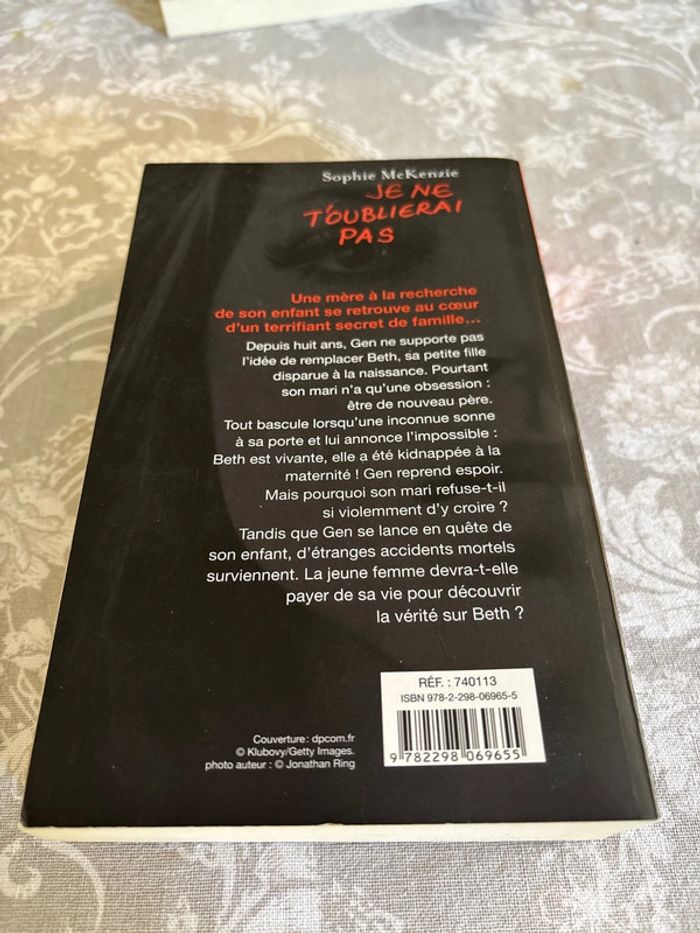 Sophie McKenzie
JE NE
T'OUBLIERAI
PAS
Une mère à la recherche
de son enfant se retrouve au cœur
d'un terrifiant secret de famille...
Depuis huit ans, Gen ne supporte pas
l'idée de remplacer Beth, sa petite fille
disparue à la naissance. Pourtant
son mari n'a qu'une obsession :
être de nouveau père.
Tout bascule lorsqu'une inconnue sonne
à sa porte et lui annonce l'impossible :
Beth est vivante, elle a été kidnappée à la
maternité ! Gen reprend espoir.
Mais pourquoi son mari refuse-t-il
si violemment d'y croire ?
Tandis que Gen se lance en quête de
son enfant, d'étranges accidents mortels
surviennent. La jeune femme devra-t-elle
payer de sa vie pour découvrir
la vérité sur Beth ?
RÉF. : 740113
ISBN 978-2-298-06965-5
9 782298 069655
Couverture : dpcom.fr
© Klubovy/Getty Images.
photo auteur : © Jonathan Ring